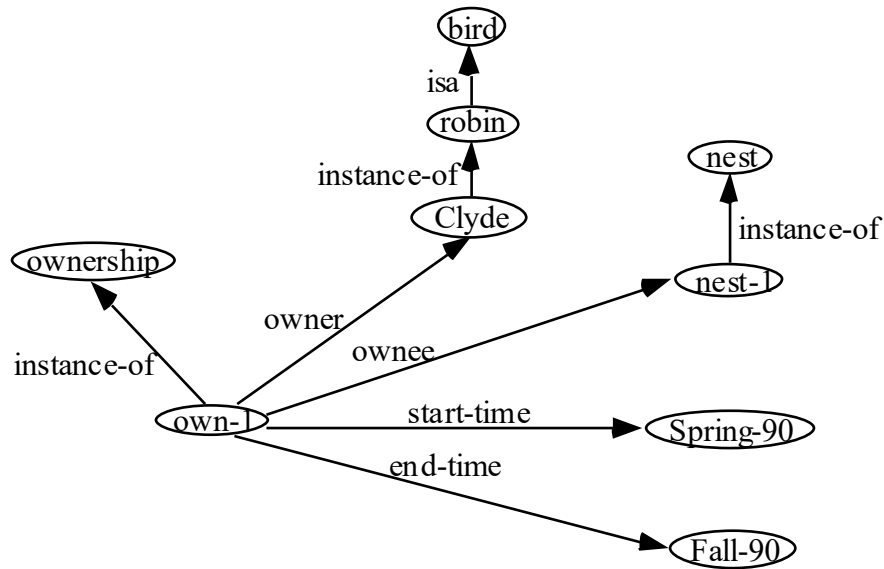 bird
isa
robin
instance-of
Clyde
nest
instance-of
nest-1
ownership
instance-of
owner
ownee
own-1
start-time
Spring-90
end-time
Fall-90